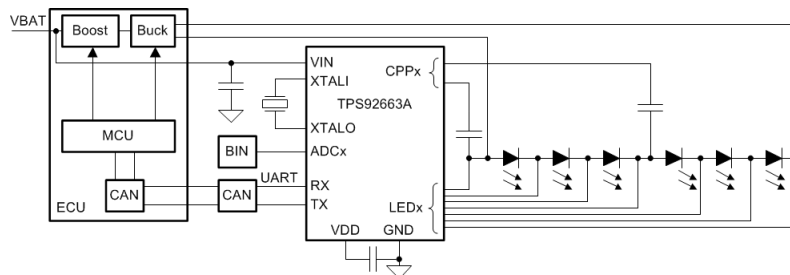 VBAT
Boost
Buck
VIN
CPPx
XTALI
TPS92663A
MCU
XTALO
BIN
ADCx
UART
CAN
CAN
RX
TX
LEDx
ECU
VDD
GND